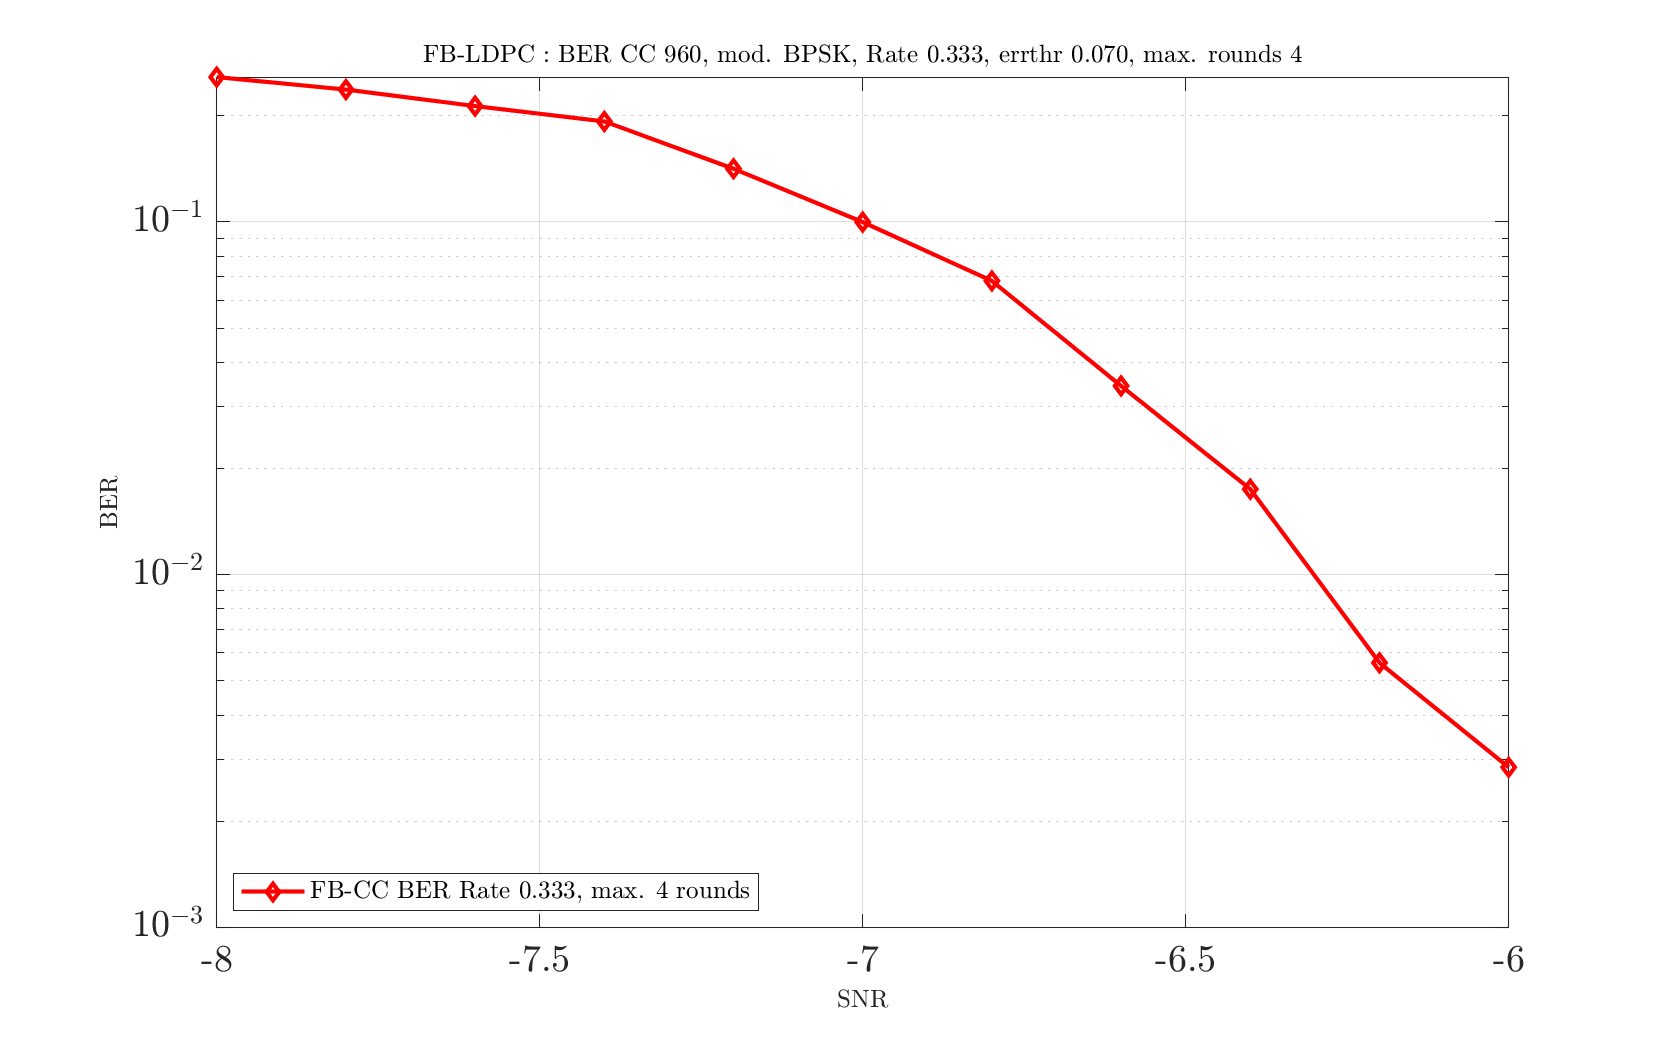 FB-LDPC : BER CC 960, mod. BPSK, Rate 0.333, errthr 0.070, max. rounds 4
BER
10^{-1}
10^{-2}
10^{-3}
FB-CC BER Rate 0.333, max. 4 rounds
-8 -7.5 -7 -6.5 -6
SNR